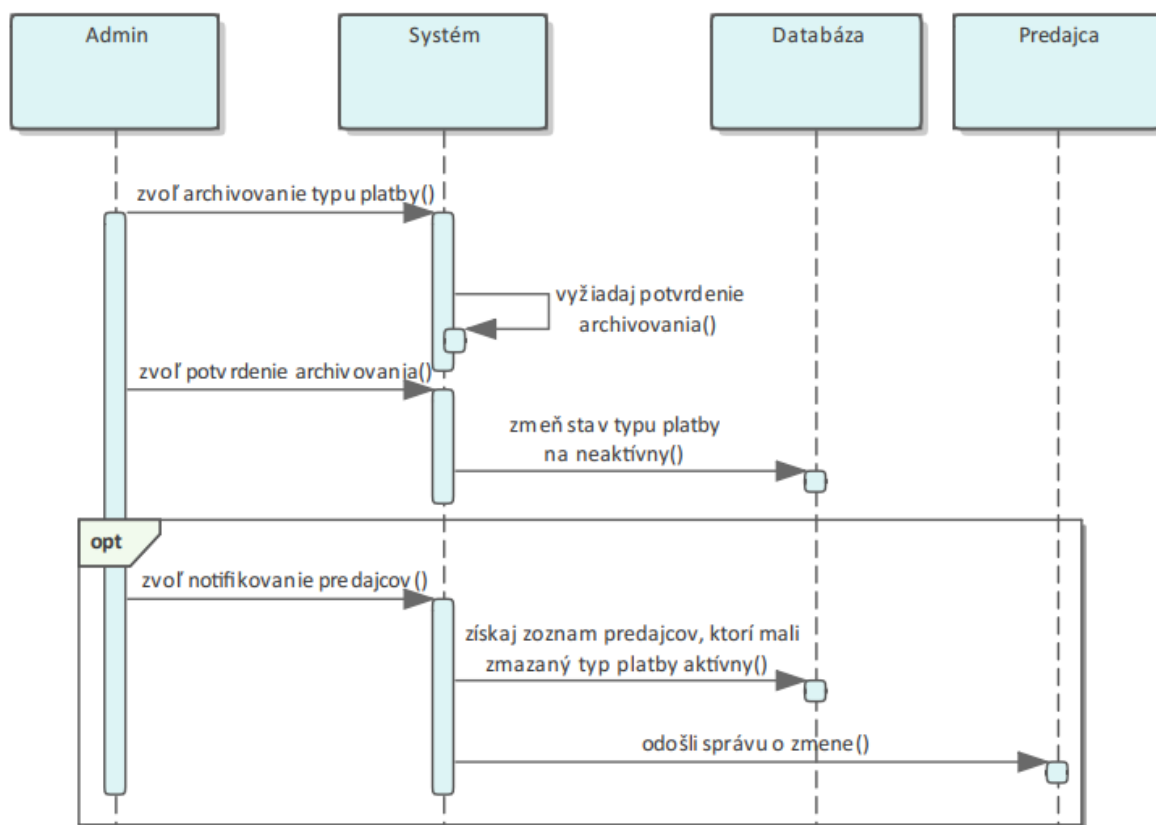 Admin
Systém
Databáza
Predajca
zvoľ archivovanie typu platby()
vyžiadaj potvrdenie
archivovania()
zvoľ potvrdenie archivovania()
zmeň stav typu platby
na neaktívny()
opt
zvoľ notifikovanie predajcov()
získaj zoznam predajcov, ktorí mali
zmazaný typ platby aktívny()
odošli správu o zmene()